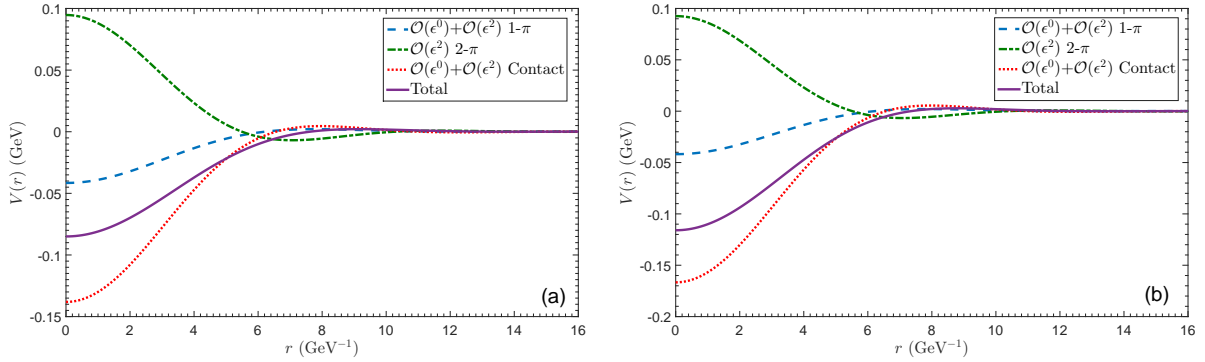 0.1
0.05
0
-0.05
-0.1
-0.15
V(r) (GeV)
0 2 4 6 8 10 12 14 16
r (GeV⁻¹)
𝒪(ϵ⁰)+𝒪(ϵ²) 1-π
𝒪(ϵ²) 2-π
𝒪(ϵ⁰)+𝒪(ϵ²) Contact
Total
(a)
0.1
0.05
0
-0.05
-0.1
-0.15
-0.2
V(r) (GeV)
0 2 4 6 8 10 12 14 16
r (GeV⁻¹)
𝒪(ϵ⁰)+𝒪(ϵ²) 1-π
𝒪(ϵ²) 2-π
𝒪(ϵ⁰)+𝒪(ϵ²) Contact
Total
(b)